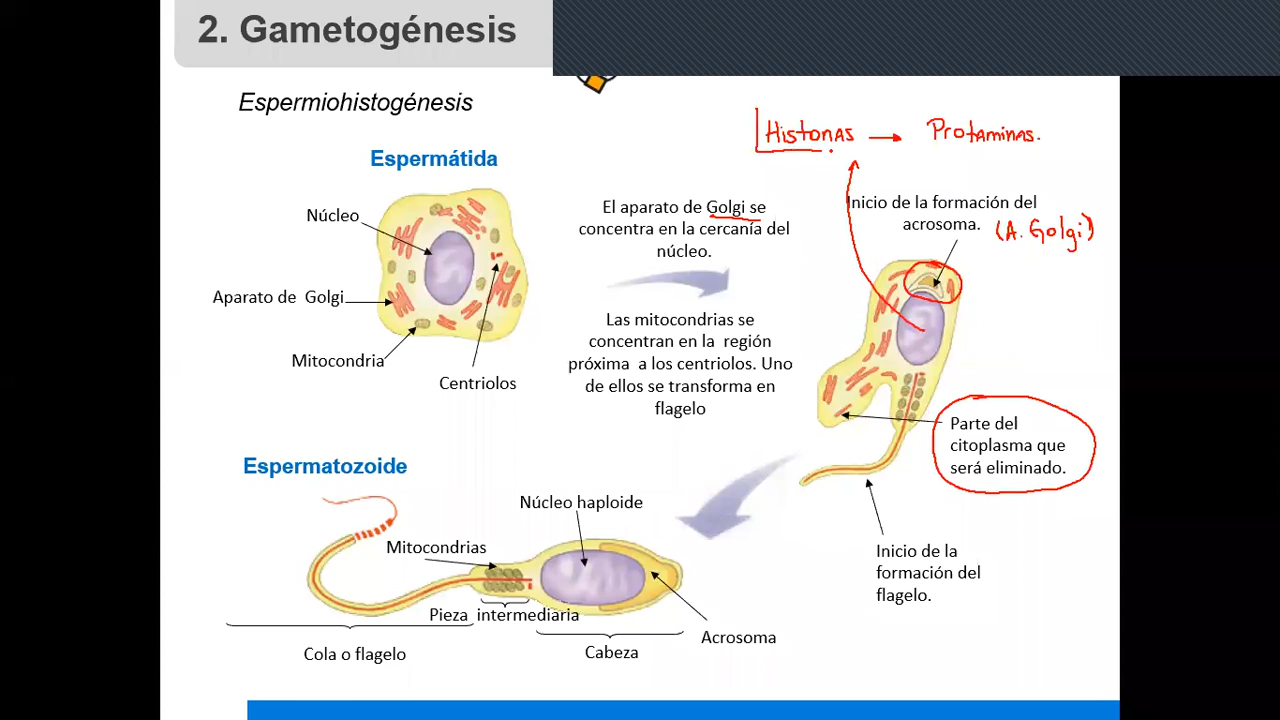 2. Gametogénesis
Espermiohistogénesis
Histonas → Protaminas.
Espermátida
Núcleo
Aparato de Golgi
Mitocondria
Centriolos
El aparato de Golgi se
concentra en la cercanía del
núcleo.
Las mitocondrias se
concentran en la región
próxima a los centriolos. Uno
de ellos se transforma en
flagelo
Inicio de la formación del
acrosoma.
(A. Golgi)
Parte del
citoplasma que
será eliminado.
Inicio de la
formación del
flagelo.
Espermatozoide
Núcleo haploide
Mitocondrias
Pieza intermediaria
Cola o flagelo
Cabeza
Acrosoma